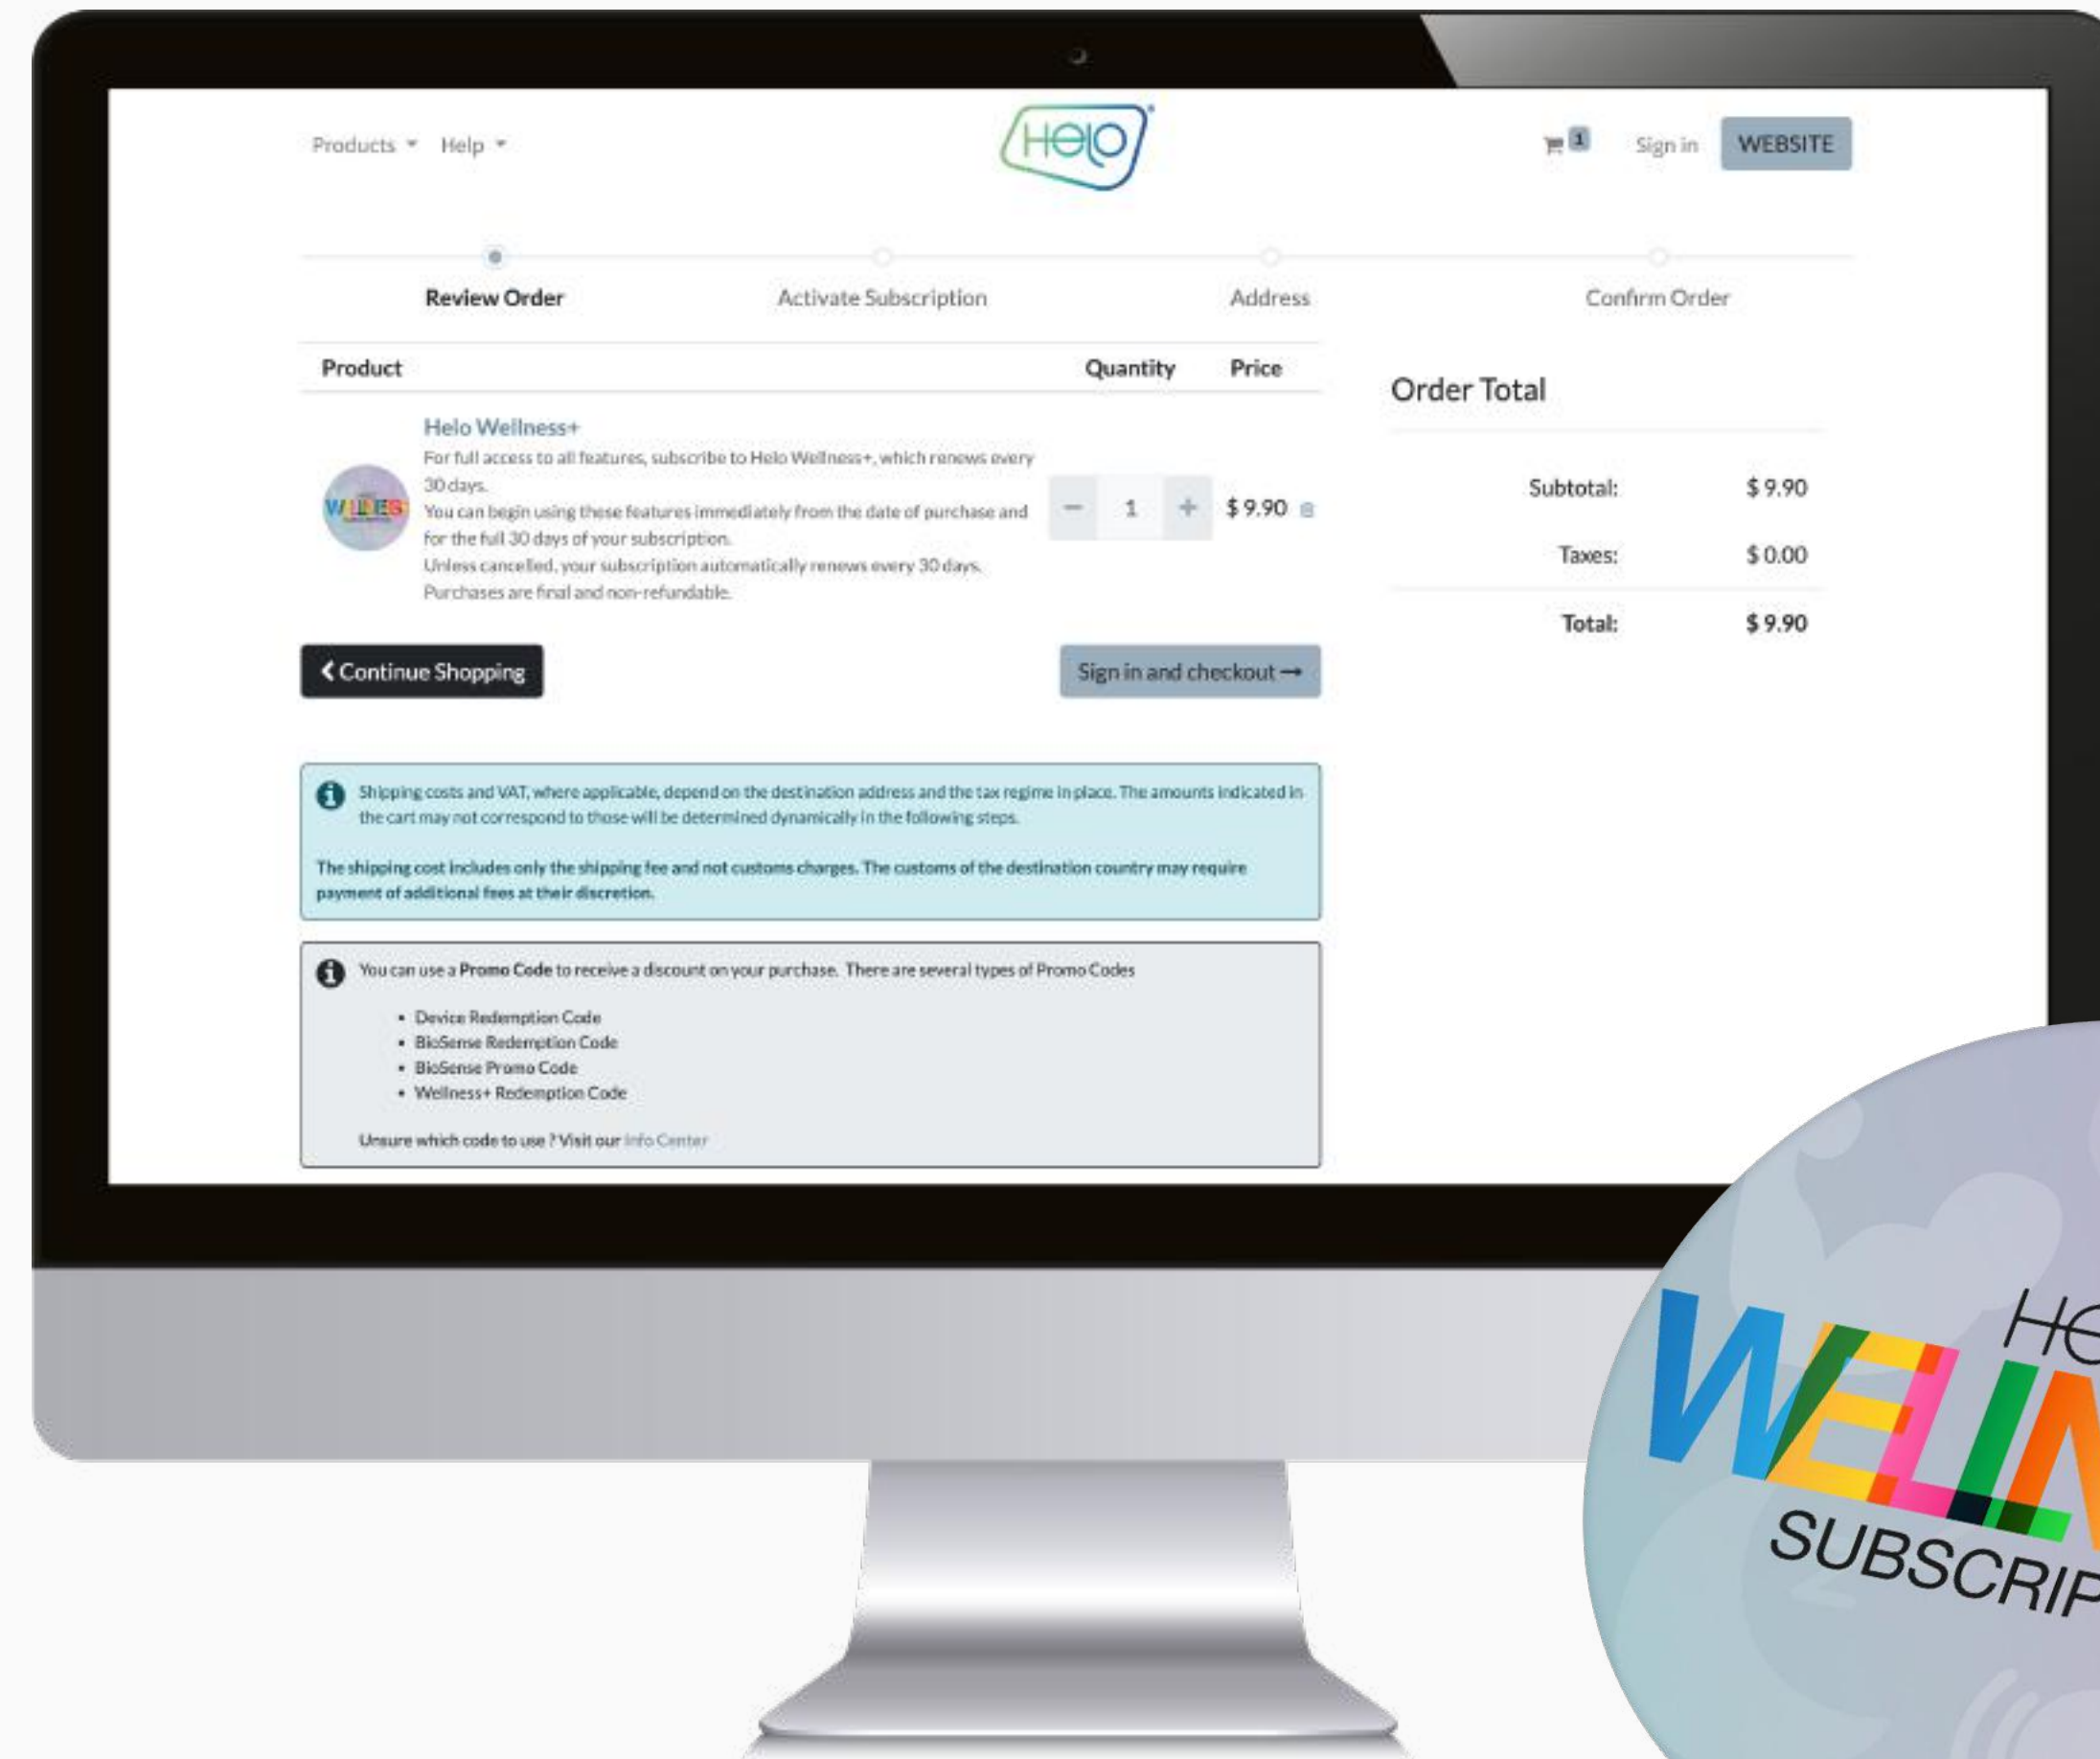 Products Help
Helo
1 Sign in WEBSITE
Review Order Activate Subscription Address Confirm Order
Product Quantity Price
Helo Wellness+
For full access to all features, subscribe to Helo Wellness+, which renews every
30 days.
You can begin using these features immediately from the date of purchase and
for the full 30 days of your subscription.
Unless cancelled, your subscription automatically renews every 30 days.
Purchases are final and non-refundable.
1 $ 9.90
Continue Shopping
Sign in and checkout →
Order Total
Subtotal: $ 9.90
Taxes: $ 0.00
Total: $ 9.90
Shipping costs and VAT, where applicable, depend on the destination address and the tax regime in place. The amounts indicated in
the cart may not correspond to those will be determined dynamically in the following steps.
The shipping cost includes only the shipping fee and not customs charges. The customs of the destination country may require
payment of additional fees at their discretion.
You can use a Promo Code to receive a discount on your purchase. There are several types of Promo Codes
• Device Redemption Code
• BioSense Redemption Code
• BioSense Promo Code
• Wellness+ Redemption Code
Unsure which code to use ? Visit our Info Center